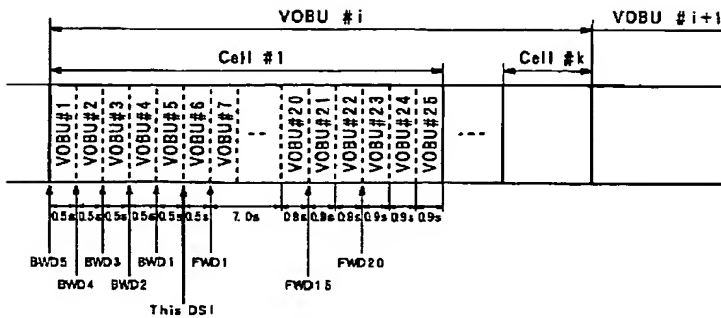 VOBU #i
VOBU #i+1
Cell #1
Cell #k
VOBU#1
VOBU#2
VOBU#3
VOBU#4
VOBU#5
VOBU#6
VOBU#7
VOBU#20
VOBU#21
VOBU#22
VOBU#23
VOBU#24
VOBU#25
0.5s 0.5s 0.5s 0.5s 0.5s 0.5s 7.0s 0.8s 0.8s 0.8s 0.9s 0.9s 0.9s
BWD5 BWD3 BWD1 FWD1 FWD20
BWD4 BWD2 FWD15
This DSI